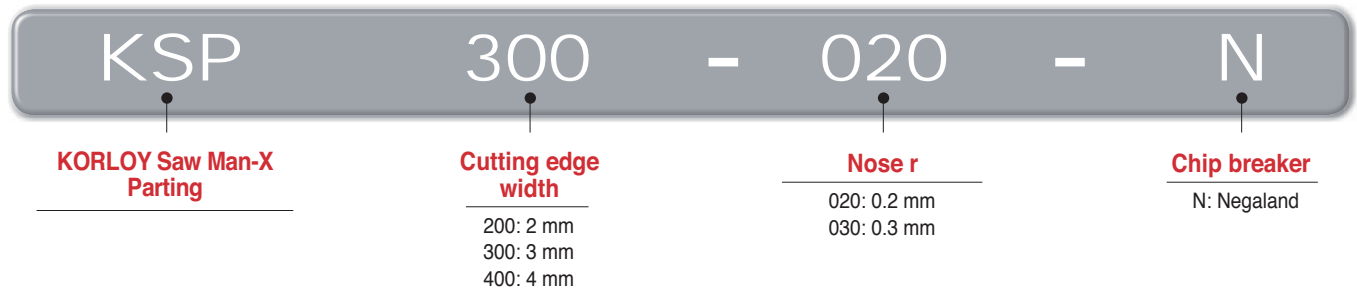 KSP 300 - 020 - N
KORLOY Saw Man-X
Parting
Cutting edge
width
200: 2 mm
300: 3 mm
400: 4 mm
Nose r
020: 0.2 mm
030: 0.3 mm
Chip breaker
N: Negaland